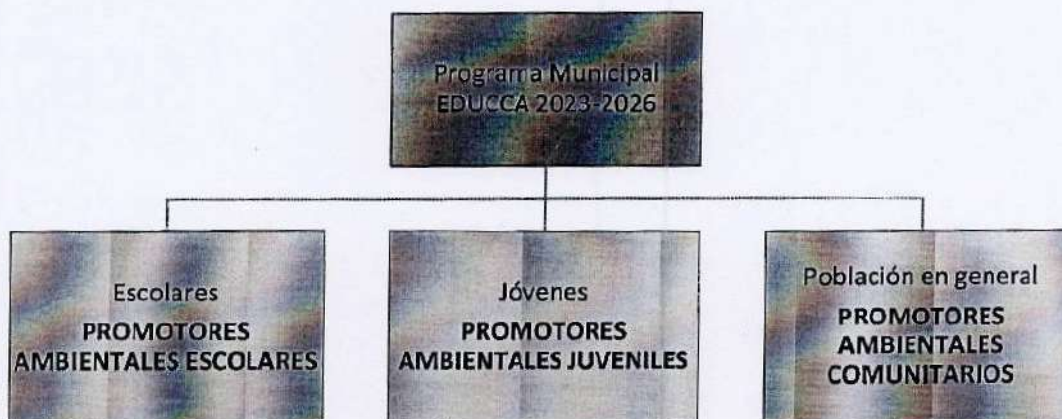 Programa Municipal
EDUCCA 2023-2026
Escolares
PROMOTORES
AMBIENTALES ESCOLARES
Jóvenes
PROMOTORES
AMBIENTALES JUVENILES
Población en general
PROMOTORES
AMBIENTALES
COMUNITARIOS